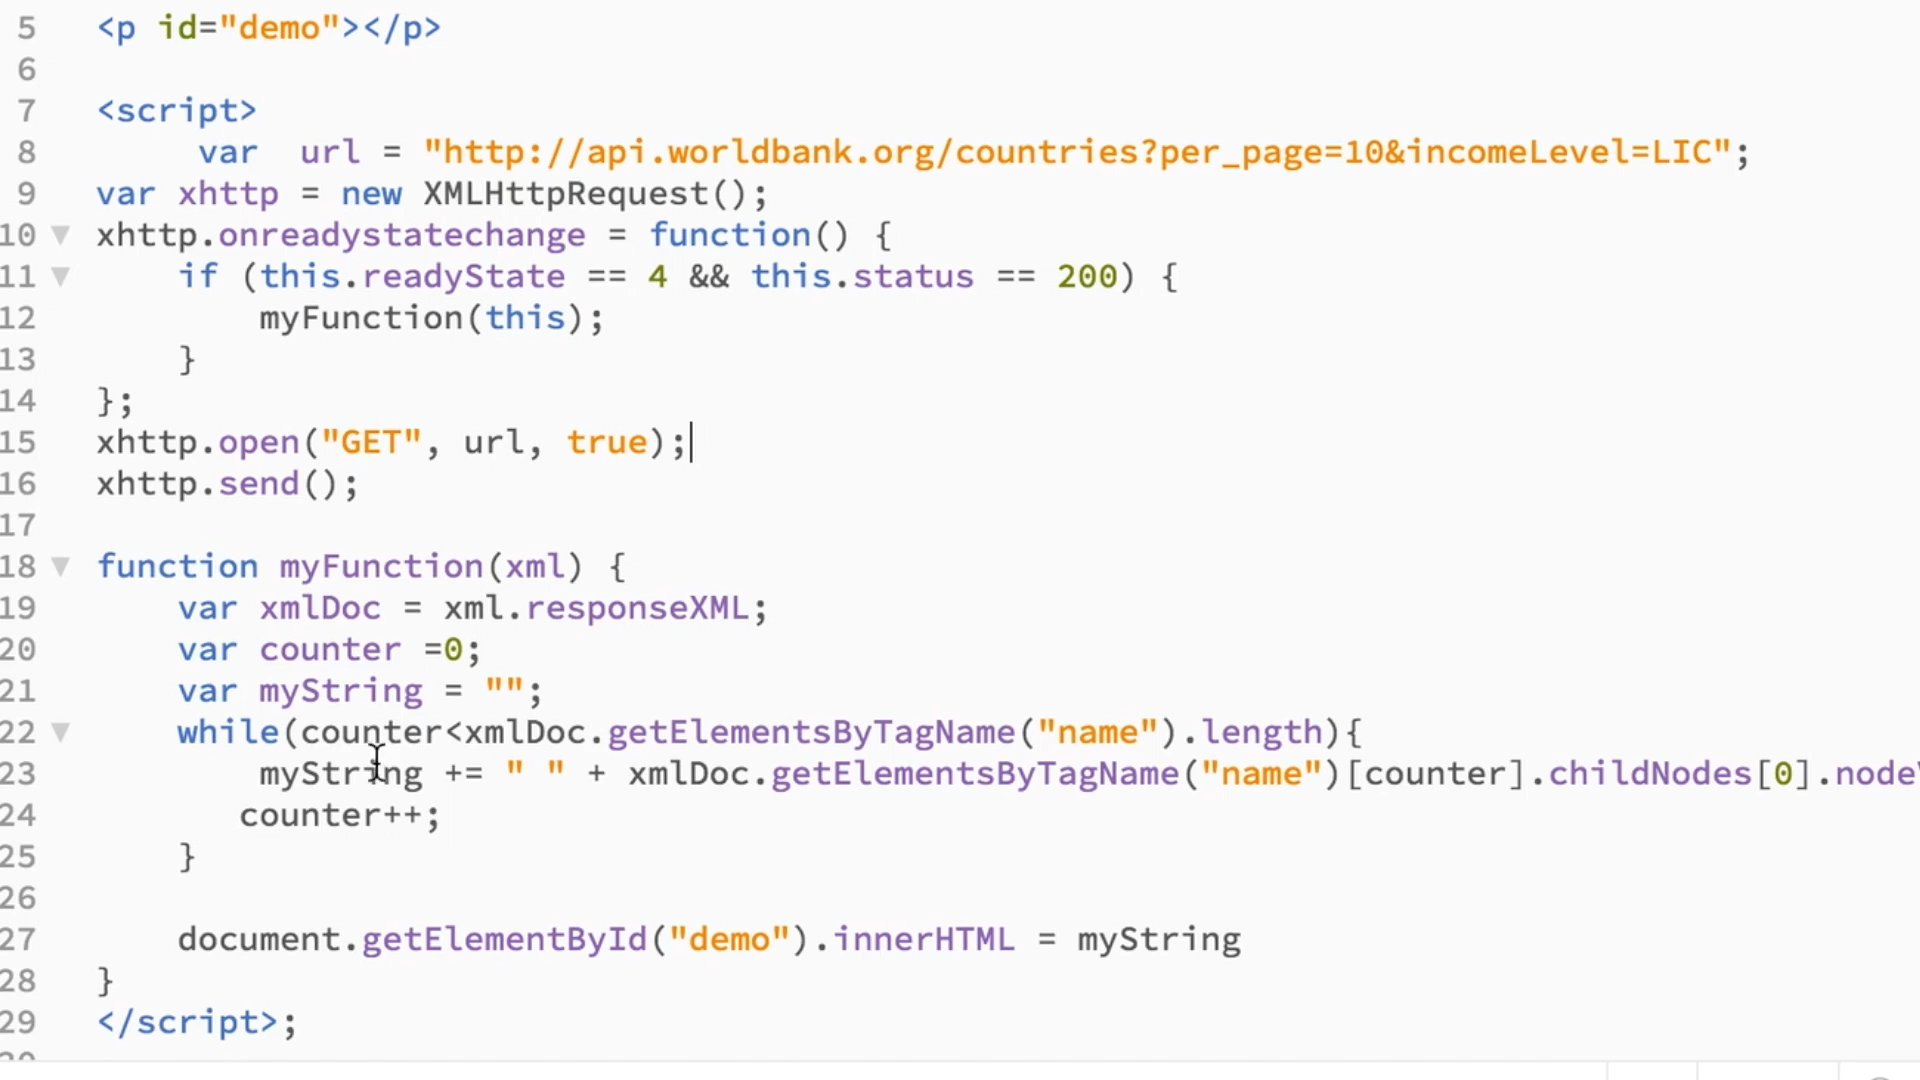 5 <p id="demo"></p>
6
7 <script>
8 var url = "http://api.worldbank.org/countries?per_page=10&incomeLevel=LIC";
9 var xhttp = new XMLHttpRequest();
10 xhttp.onreadystatechange = function() {
11 if (this.readyState == 4 && this.status == 200) {
12 myFunction(this);
13 }
14 };
15 xhttp.open("GET", url, true);
16 xhttp.send();
17
18 function myFunction(xml) {
19 var xmlDoc = xml.responseXML;
20 var counter =0;
21 var myString = "";
22 while(counter<xmlDoc.getElementsByTagName("name").length){
23 myString += " " + xmlDoc.getElementsByTagName("name")[counter].childNodes[0].node
24 counter++;
25 }
26
27 document.getElementById("demo").innerHTML = myString
28 }
29 </script>;